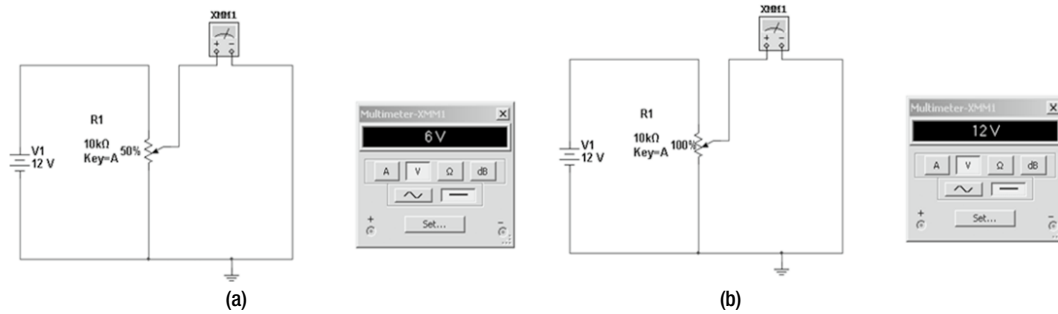 XMM1
R1
10kΩ
Key=A
50%
V1
12 V
Multimeter-XMM1
6 V
A V Ω dB
Set...
(a)
XMM1
R1
10kΩ
Key=A
100%
V1
12 V
Multimeter-XMM1
12 V
A V Ω dB
Set...
(b)